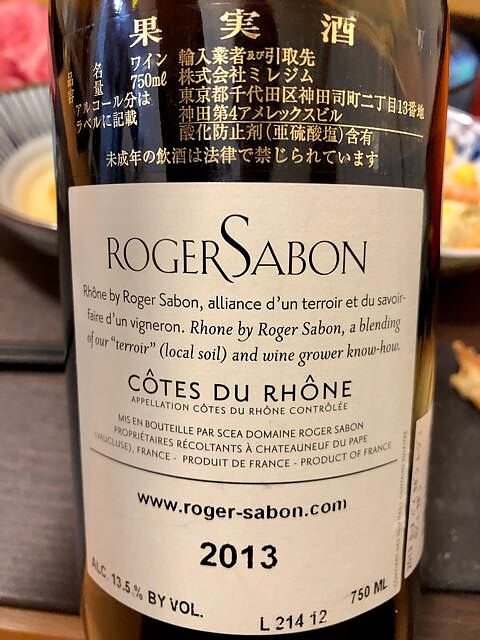 果実酒
品名 ワイン
容量 750mℓ
アルコール分は
ラベルに記載
輸入業者及び引取先
株式会社ミレジム
東京都千代田区神田司町二丁目13番地
神田第4アメレックスビル
酸化防止剤(亜硫酸塩)含有
未成年の飲酒は法律で禁じられています
ROGER SABON
Rhône by Roger Sabon, alliance d'un terroir et du savoir-
faire d'un vigneron. Rhone by Roger Sabon, a blending
of our "terroir" (local soil) and wine grower know-how.
CÔTES DU RHÔNE
APPELLATION CÔTES DU RHÔNE CONTRÔLÉE
MIS EN BOUTEILLE PAR SCEA DOMAINE ROGER SABON
PROPRIÉTAIRES RÉCOLTANTS À CHATEAUNEUF DU PAPE
(VAUCLUSE), FRANCE - PRODUIT DE FRANCE - PRODUCT OF FRANCE
www.roger-sabon.com
2013
ALC. 13.5 % BY VOL.
L 214 12
750 ML